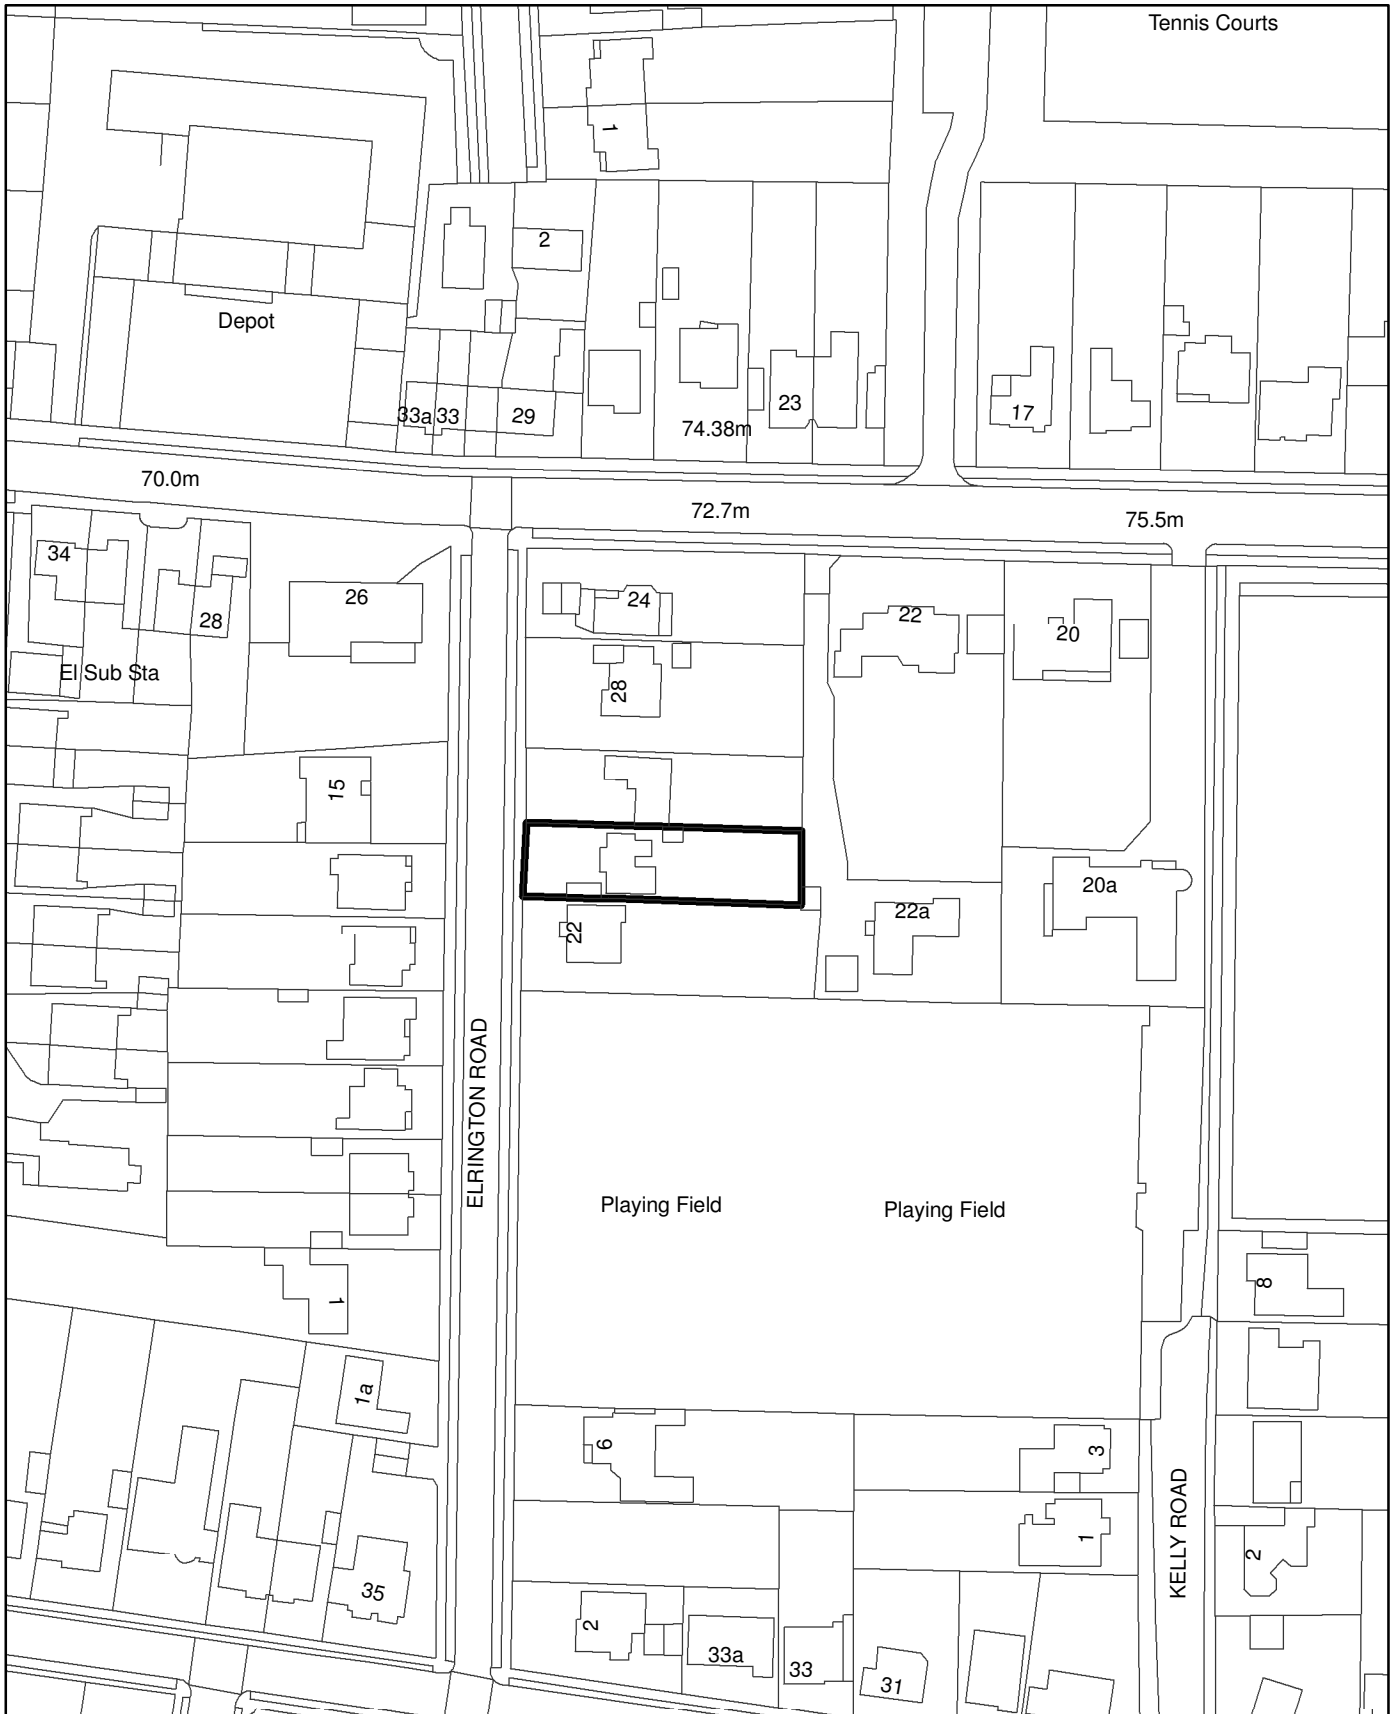 Tennis Courts
1
2
Depot
33a
33
29
23
74.38m
17
70.0m
72.7m
75.5m
34
28
26
24
22
20
El Sub Sta
28
15
20a
22a
22
ELRINGTON ROAD
Playing Field
Playing Field
8
1
1a
6
3
KELLY ROAD
1
2
35
2
33a
33
31